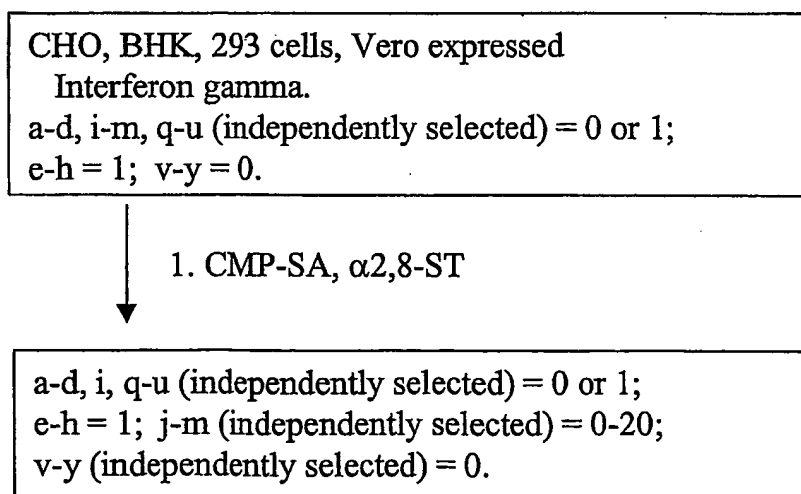 CHO, BHK, 293 cells, Vero expressed
Interferon gamma.
a-d, i-m, q-u (independently selected) = 0 or 1;
e-h = 1; v-y = 0.
1. CMP-SA, α2,8-ST
a-d, i, q-u (independently selected) = 0 or 1;
e-h = 1; j-m (independently selected) = 0-20;
v-y (independently selected) = 0.